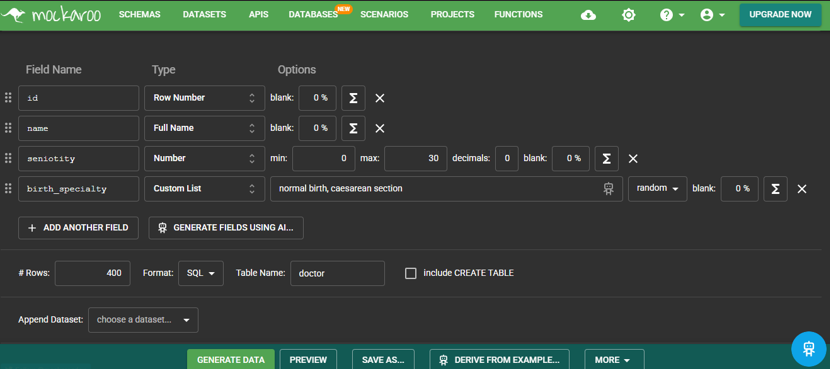 mockaroo SCHEMAS DATASETS APIS DATABASES NEW SCENARIOS PROJECTS FUNCTIONS UPGRADE NOW
Field Name Type Options
id Row Number blank: 0 % Σ
name Full Name blank: 0 % Σ
seniotity Number min: 0 max: 30 decimals: 0 blank: 0 % Σ
birth_specialty Custom List normal birth, caesarean section random blank: 0 % Σ
+ ADD ANOTHER FIELD GENERATE FIELDS USING AI...
# Rows: 400 Format: SQL Table Name: doctor include CREATE TABLE
Append Dataset: choose a dataset...
GENERATE DATA PREVIEW SAVE AS... DERIVE FROM EXAMPLE... MORE